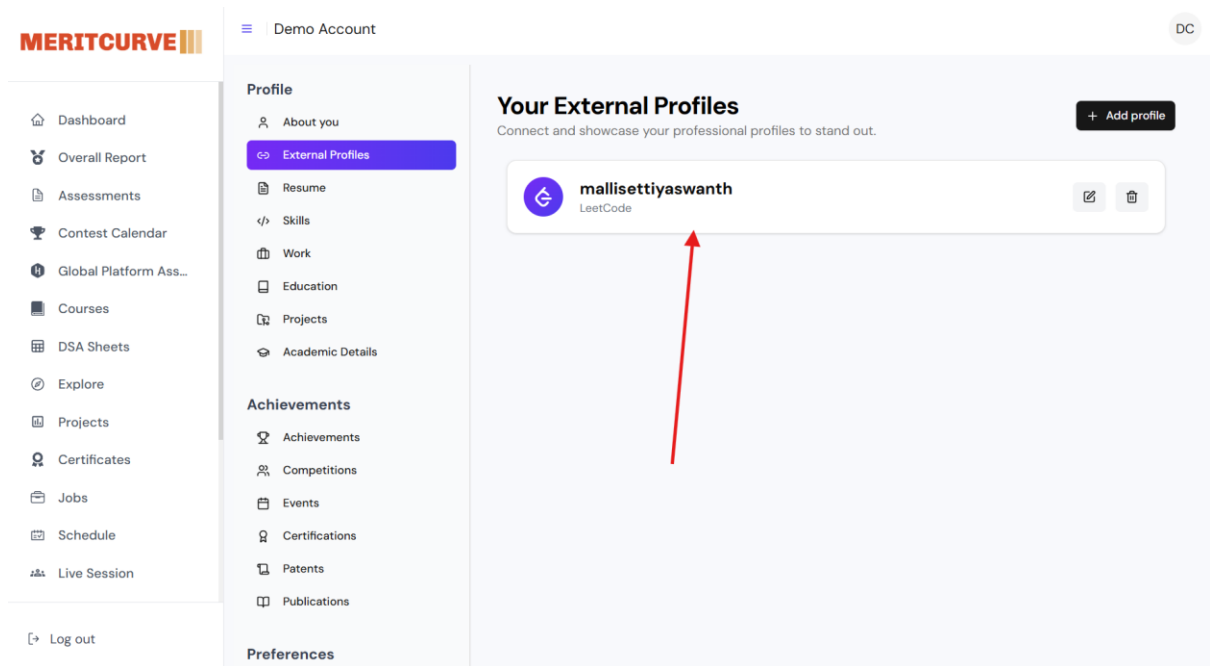 MERITCURVE
Demo Account
DC
Dashboard
Overall Report
Assessments
Contest Calendar
Global Platform Ass...
Courses
DSA Sheets
Explore
Projects
Certificates
Jobs
Schedule
Live Session
Log out
Profile
About you
External Profiles
Resume
Skills
Work
Education
Projects
Academic Details
Achievements
Achievements
Competitions
Events
Certifications
Patents
Publications
Preferences
Your External Profiles
Connect and showcase your professional profiles to stand out.
+ Add profile
mallisettiyaswanth
LeetCode